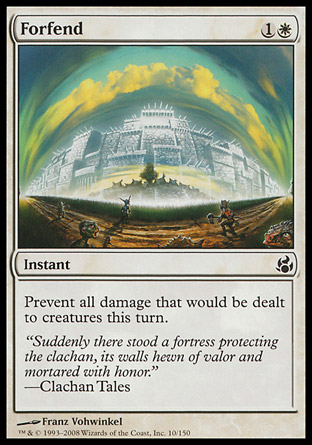 Forfend 1
Instant
Prevent all damage that would be dealt
to creatures this turn.
“Suddenly there stood a fortress protecting
the clachan, its walls hewn of valor and
mortared with honor.”
—Clachan Tales
Franz Vohwinkel
™ & © 1993–2008 Wizards of the Coast, Inc. 10/150